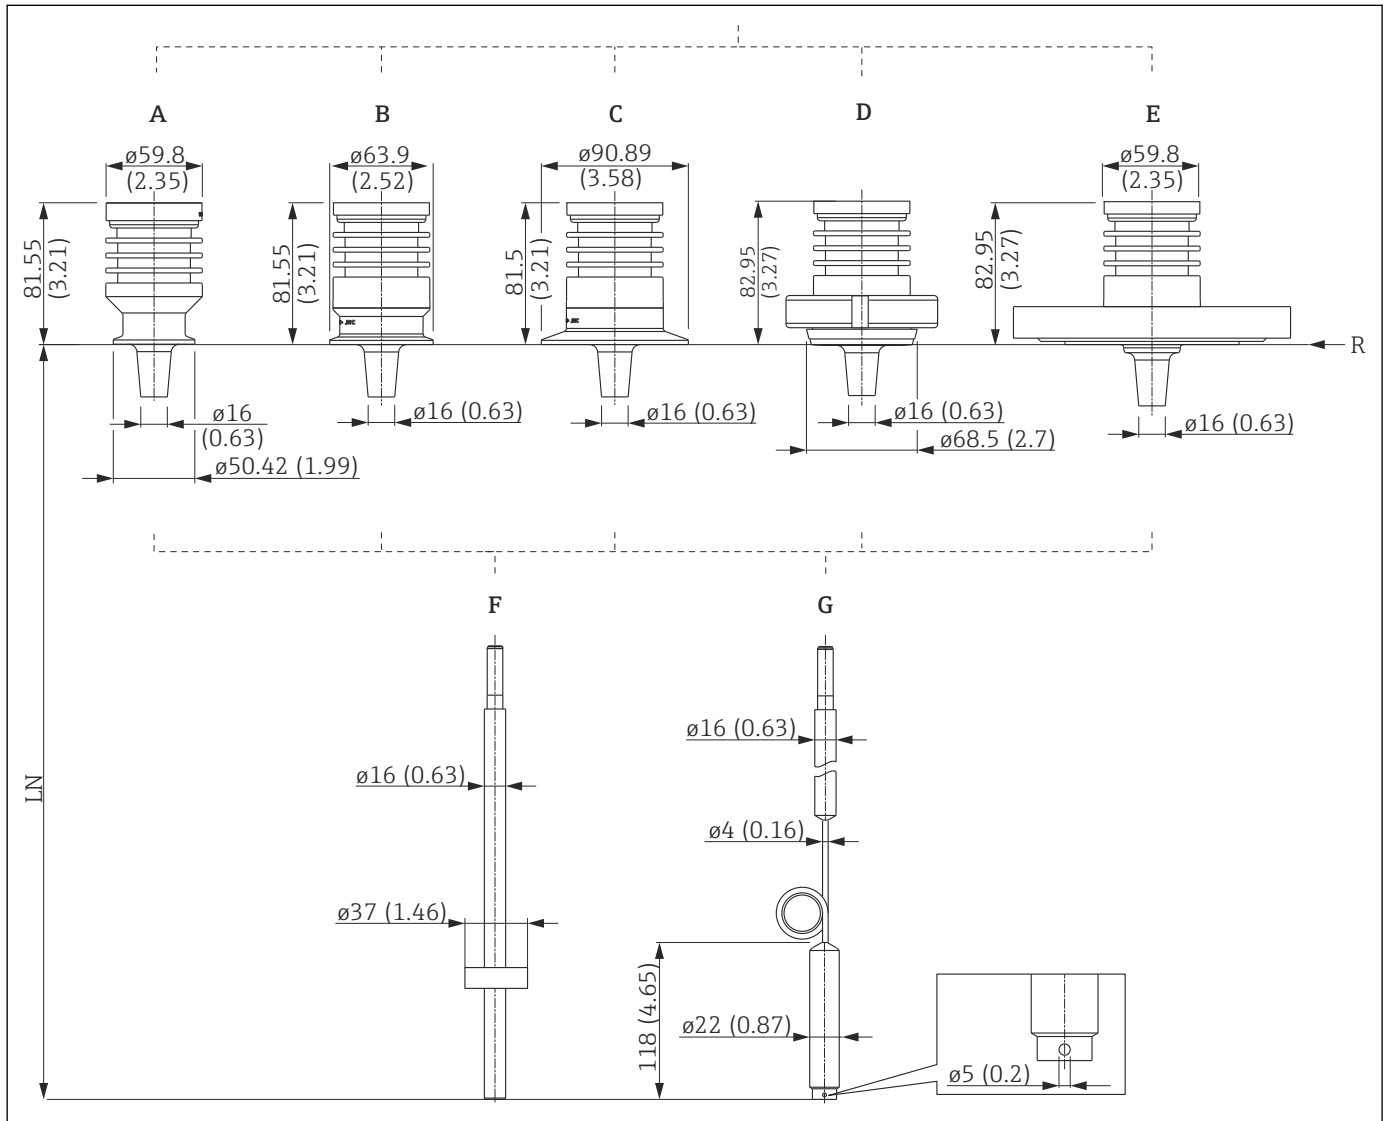 A
B
C
D
E
ø59.8
(2.35)
ø63.9
(2.52)
ø90.89
(3.58)
ø59.8
(2.35)
81.55
(3.21)
81.55
(3.21)
81.5
(3.21)
82.95
(3.27)
82.95
(3.27)
R
ø16
(0.63)
ø50.42 (1.99)
ø16 (0.63)
ø16 (0.63)
ø16 (0.63)
ø68.5 (2.7)
ø16 (0.63)
F
G
LN
ø16 (0.63)
ø37 (1.46)
ø16 (0.63)
ø4 (0.16)
118 (4.65)
ø22 (0.87)
ø5 (0.2)